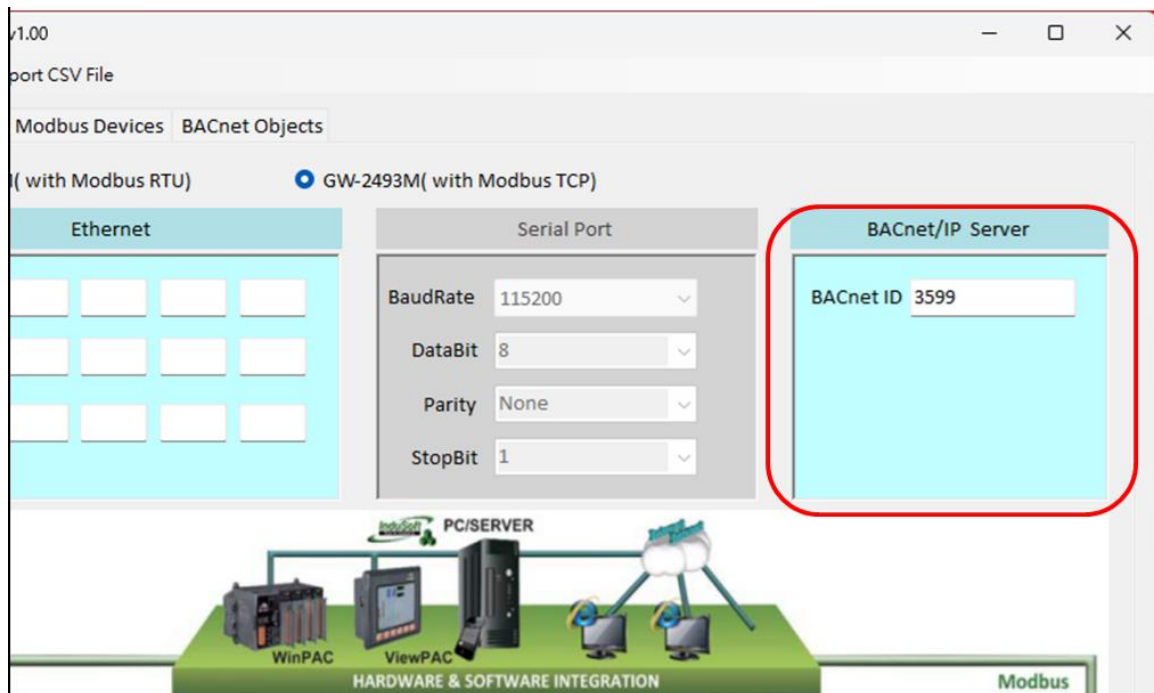 v1.00
port CSV File
Modbus Devices BACnet Objects
( with Modbus RTU) GW-2493M( with Modbus TCP)
Ethernet Serial Port BACnet/IP Server
BaudRate 115200 BACnet ID 3599
DataBit 8
Parity None
StopBit 1
InduSoft PC/SERVER
Internet
WinPAC ViewPAC
HARDWARE & SOFTWARE INTEGRATION
Modbus